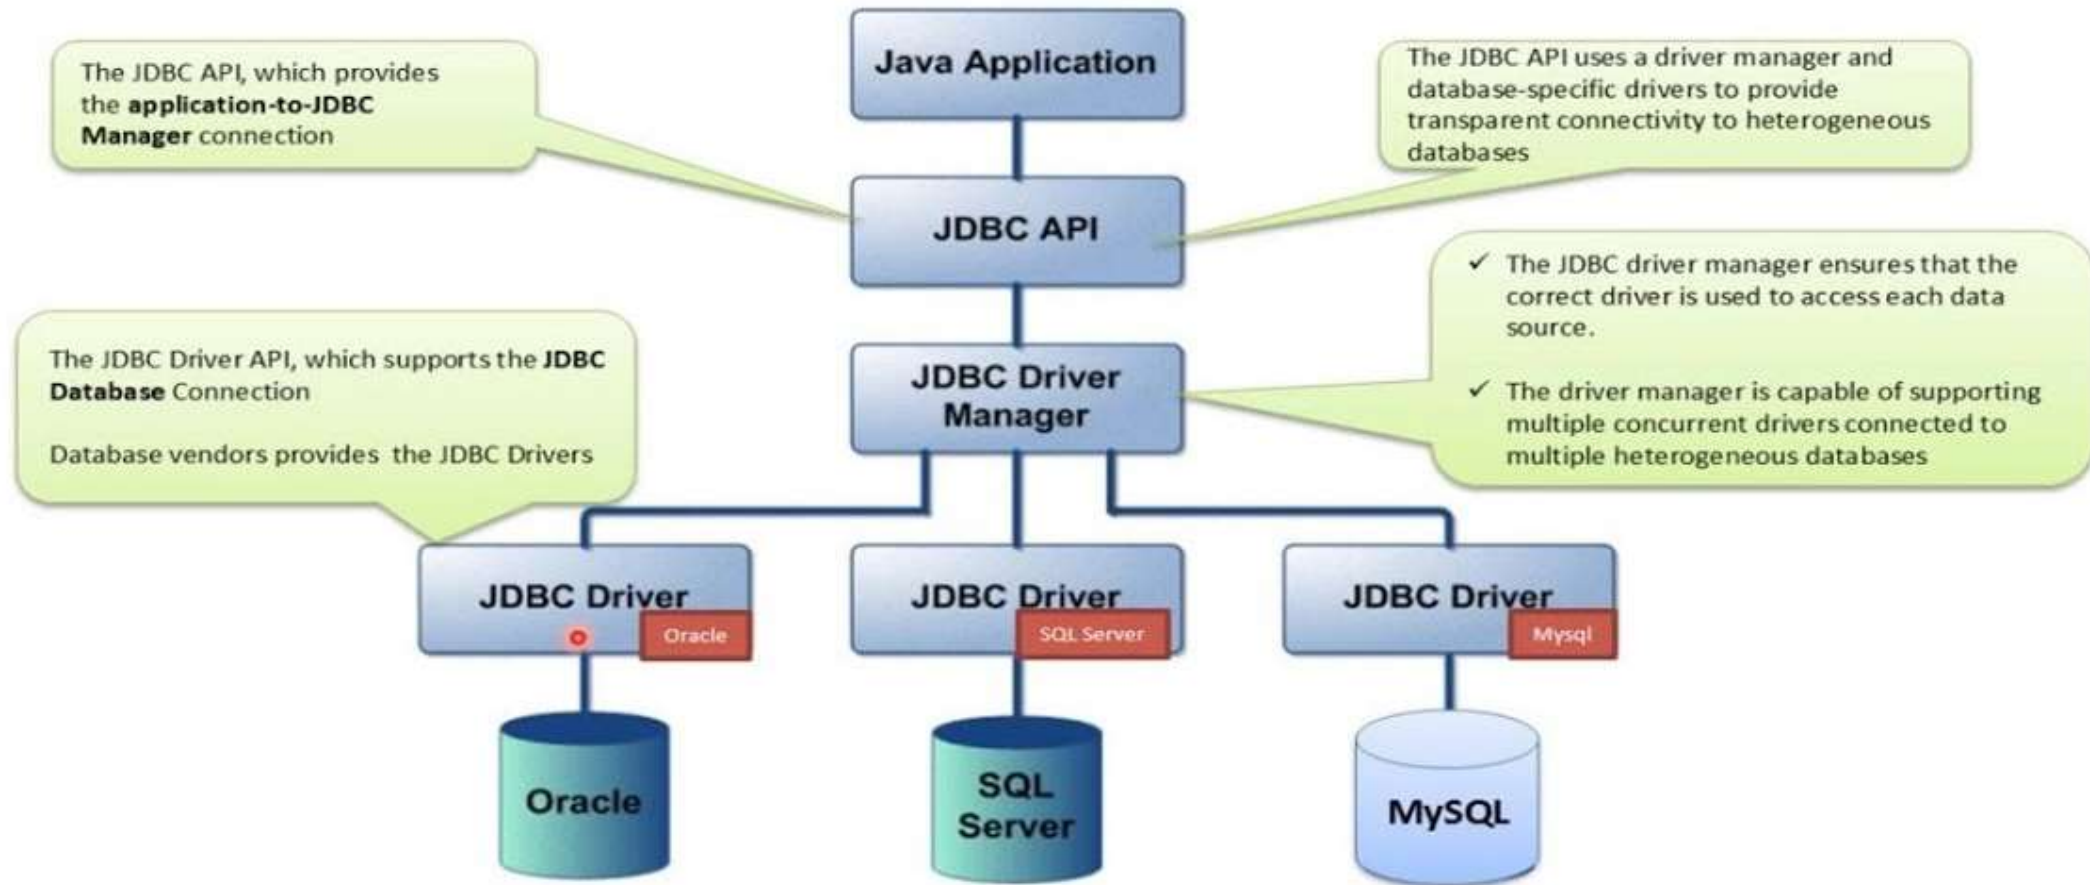 Java Application
The JDBC API, which provides
the application-to-JDBC
Manager connection
The JDBC API uses a driver manager and
database-specific drivers to provide
transparent connectivity to heterogeneous
databases
JDBC API
✓ The JDBC driver manager ensures that the
correct driver is used to access each data
source.
✓ The driver manager is capable of supporting
multiple concurrent drivers connected to
multiple heterogeneous databases
The JDBC Driver API, which supports the JDBC
Database Connection
Database vendors provides the JDBC Drivers
JDBC Driver
Manager
JDBC Driver
Oracle
JDBC Driver
SQL Server
JDBC Driver
Mysql
Oracle
SQL
Server
MySQL